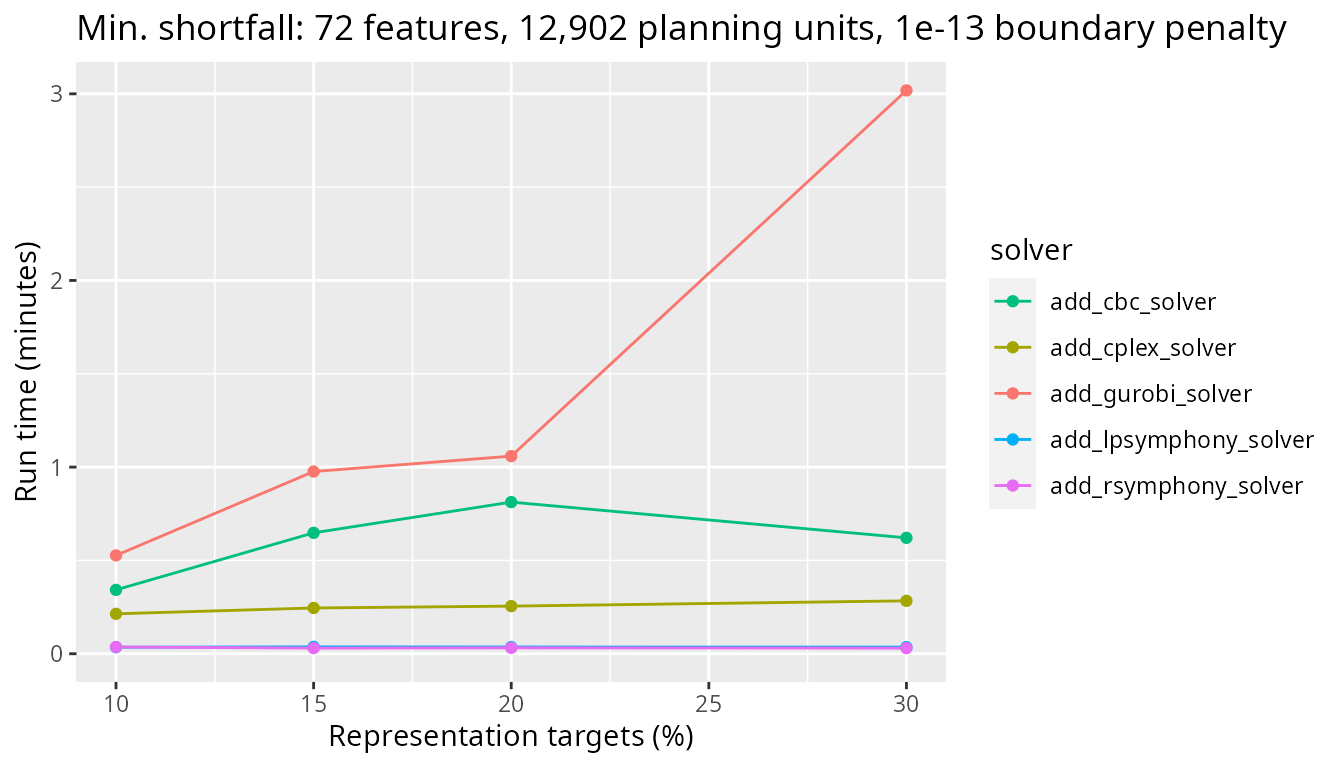 Min. shortfall: 72 features, 12,902 planning units, 1e-13 boundary penalty
Run time (minutes)
3
2
1
0
10 15 20 25 30
Representation targets (%)
solver
add_cbc_solver
add_cplex_solver
add_gurobi_solver
add_lpsymphony_solver
add_rsymphony_solver